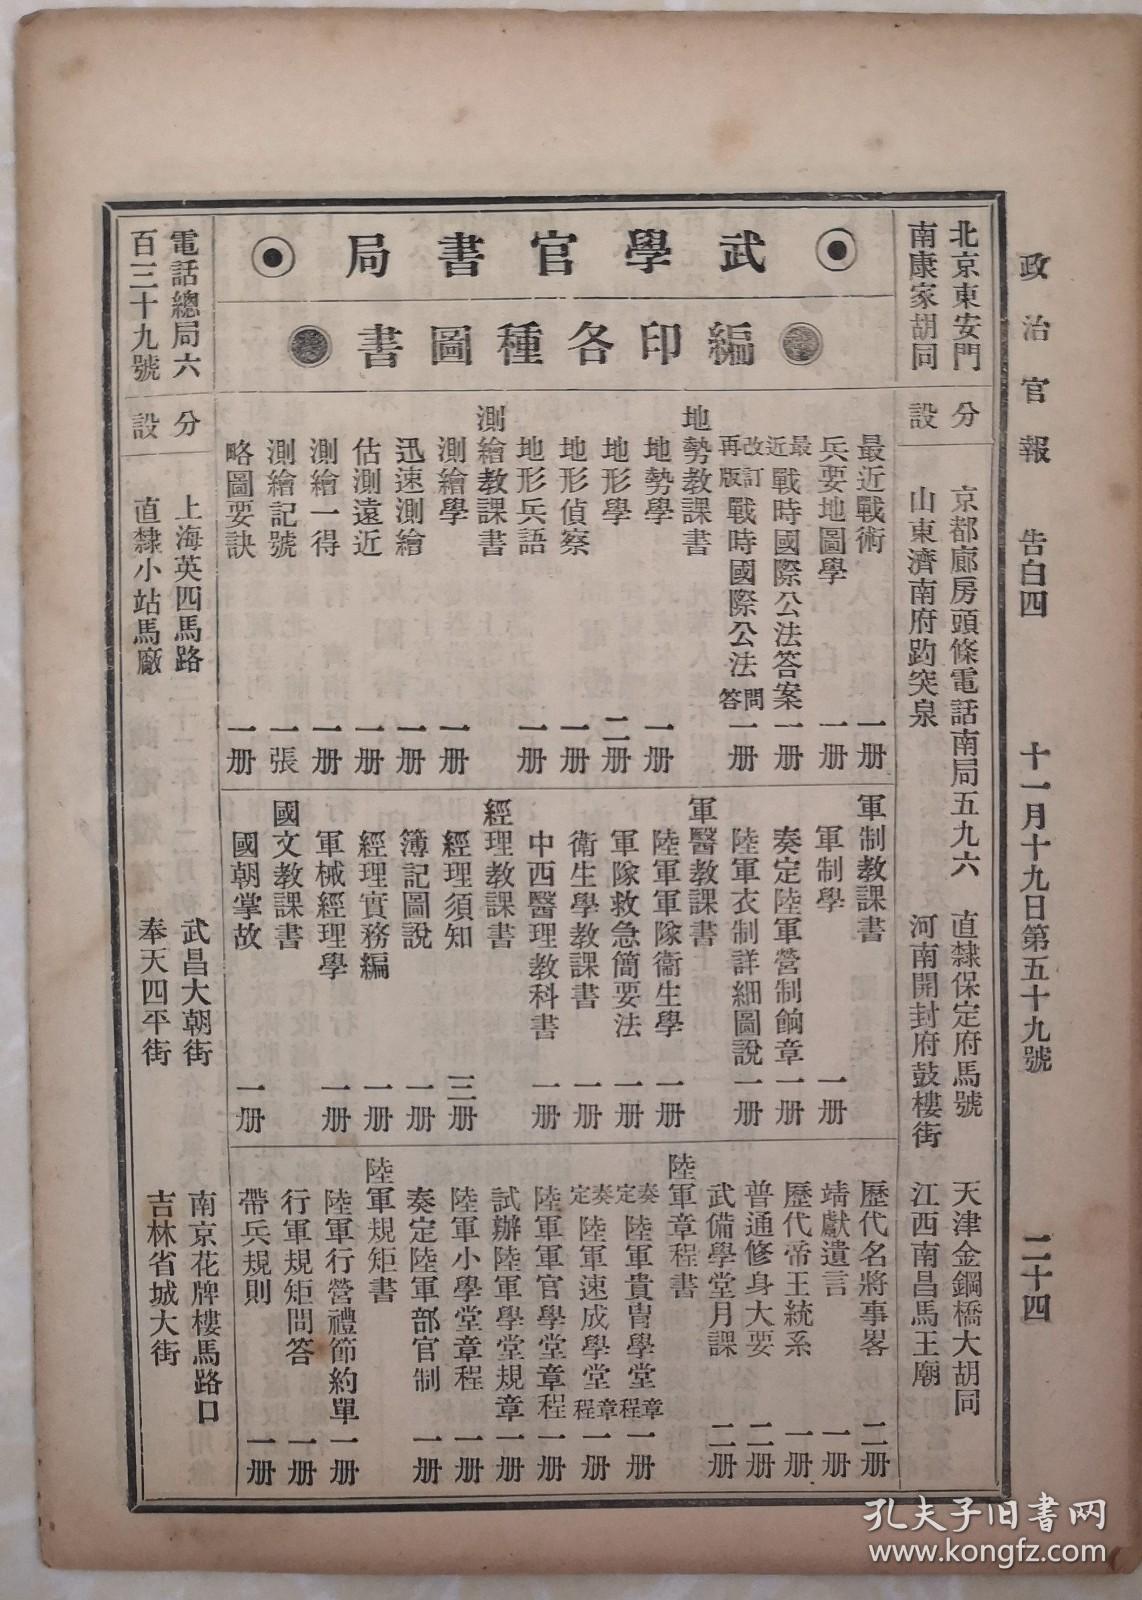 政治官報 告白四 十一月十九日第五十九號 二十四
北京東安門
南康家胡同
分設
京都廊房頭條電話南局五九六 直隸保定府馬號 天津金鋼橋大胡同
山東濟南府趵突泉 河南開封府鼓樓街 江西南昌馬王廟
武學官書局
編印各種圖書
最近戰術 一册
兵要地圖學 一册
最近戰時國際公法答案 一册
改訂再版戰時國際公法問答 一册
地勢教課書
地勢學 一册
地形學 二册
地形偵察 一册
地形兵語 一册
測繪教課書
測繪學 一册
迅速測繪 一册
估測遠近 一册
測繪一得 一册
測繪記號 一張
略圖要訣 一册
軍制教課書
軍制學 一册
奏定陸軍營制餉章 一册
陸軍衣制詳細圖說 一册
軍醫教課書
陸軍軍隊衞生學 一册
軍隊救急簡要法 一册
衞生學教課書 一册
中西醫理教科書 一册
經理教課書
經理須知 三册
簿記圖說 一册
經理實務編 一册
軍械經理學 一册
國文教課書
國朝掌故 一册
歷代名將事畧 二册
靖獻遺言 一册
歷代帝王統系 一册
普通修身大要 二册
武備學堂月課 二册
陸軍章程書
奏定陸軍貴胄學堂章程 一册
奏定陸軍速成學堂章程 一册
陸軍軍官學堂章程 一册
試辦陸軍學堂規章 一册
陸軍小學堂章程 一册
奏定陸軍部官制 一册
陸軍規矩書
陸軍行營禮節約單 一册
行軍規矩問答 一册
帶兵規則 一册
電話總局六
百三十九號
分設
上海英四馬路 武昌大朝街 南京花牌樓馬路口
直隸小站馬廠 奉天四平街 吉林省城大街
孔夫子旧书网
www.kongfz.com